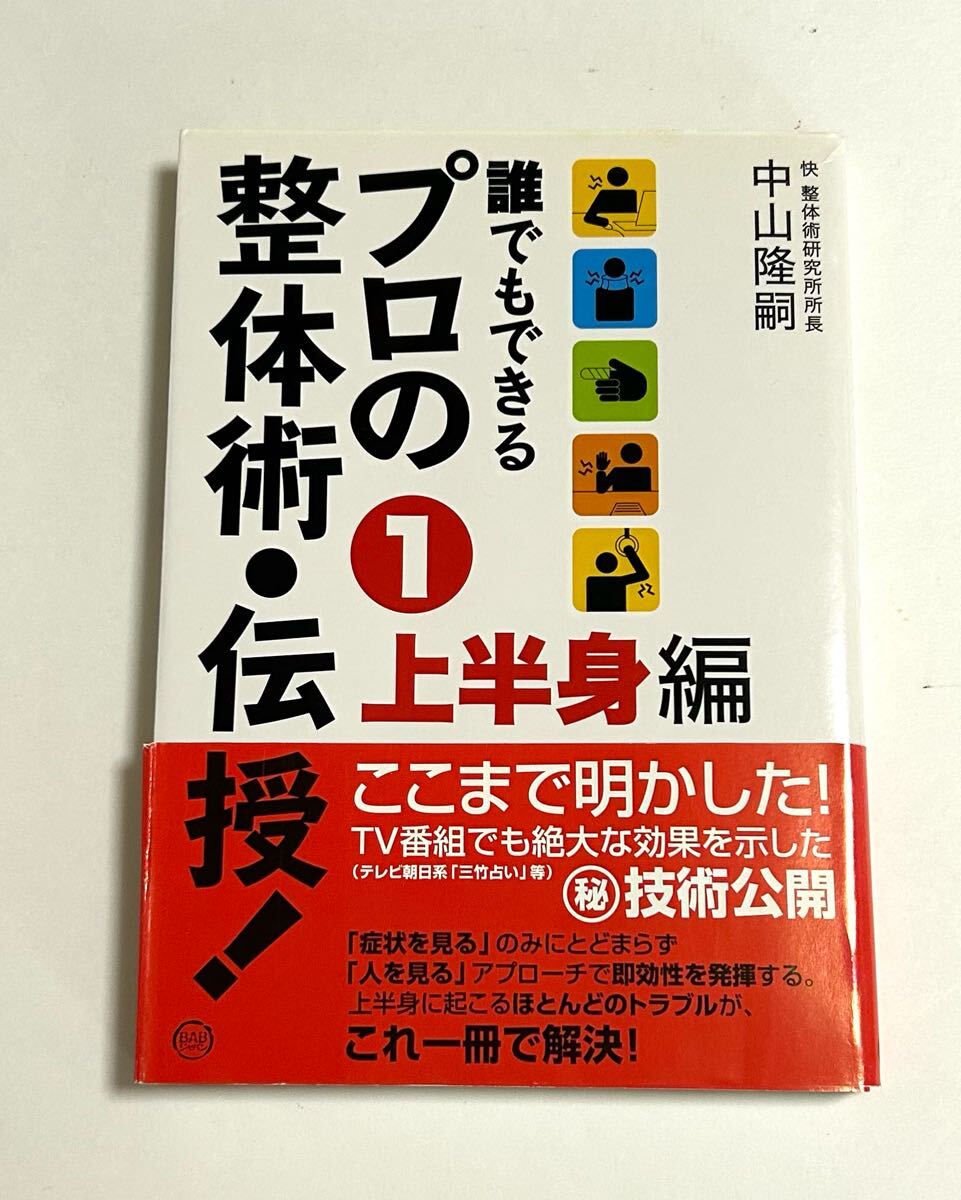 快 整体術研究所所長
中山隆嗣
誰でもできる
プロの
1
上半身編
整体術・伝授!
ここまで明かした!
TV番組でも絶大な効果を示した
(テレビ朝日系「三竹占い」等)
㊙技術公開
「症状を見る」のみにとどまらず
「人を見る」アプローチで即効性を発揮する。
上半身に起こるほとんどのトラブルが、
これ一冊で解決!
BAB
ジャパン